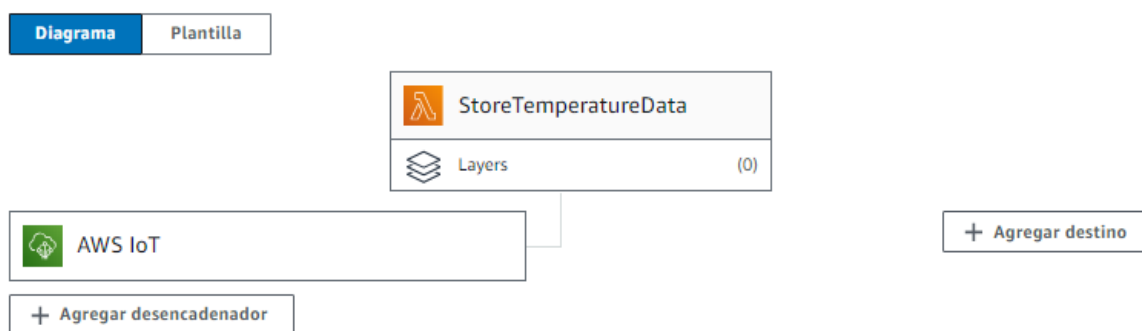 Diagrama
Plantilla
StoreTemperatureData
Layers (0)
AWS IoT
+ Agregar destino
+ Agregar desencadenador